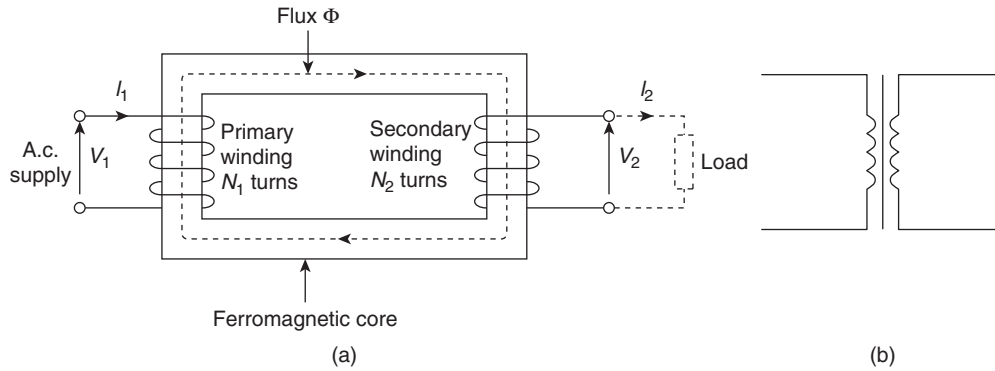 Flux Φ
I1
I2
A.c.
supply
V1
Primary
winding
N1 turns
Secondary
winding
N2 turns
V2
Load
Ferromagnetic core
(a)
(b)